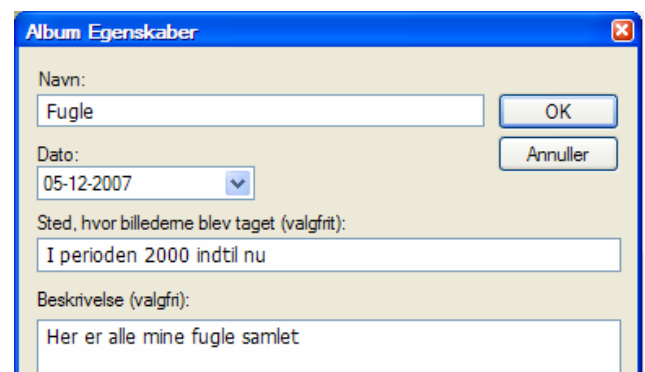 Album Egenskaber
Navn:
Fugle
OK
Dato:
Annuller
05-12-2007
Sted, hvor billederne blev taget (valgfrit):
I perioden 2000 indtil nu
Beskrivelse (valgfri):
Her er alle mine fugle samlet